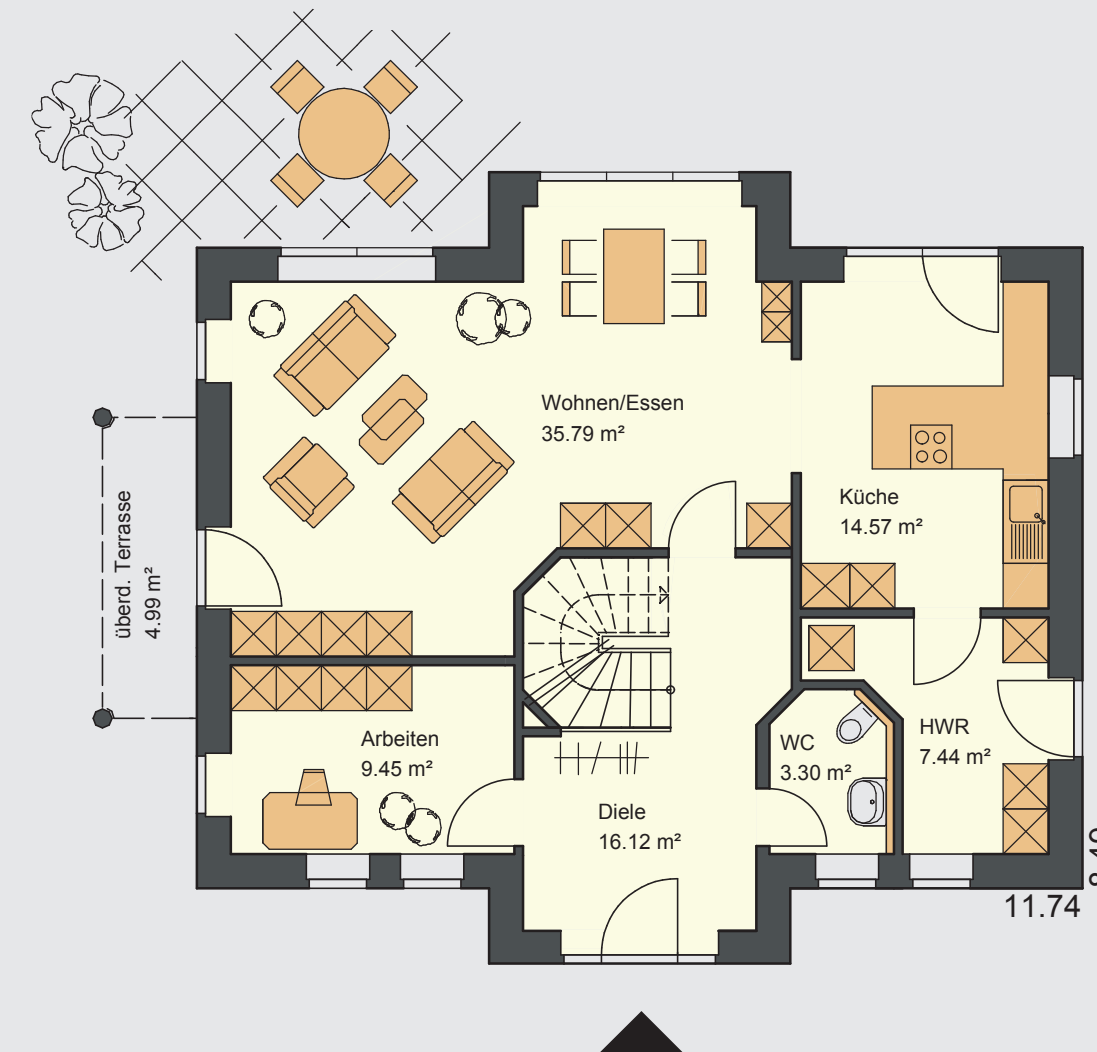 Wohnen/Essen
35.79 m²
überd. Terrasse
4.99 m²
Küche
14.57 m²
Arbeiten
9.45 m²
WC
3.30 m²
HWR
7.44 m²
Diele
16.12 m²
11.74